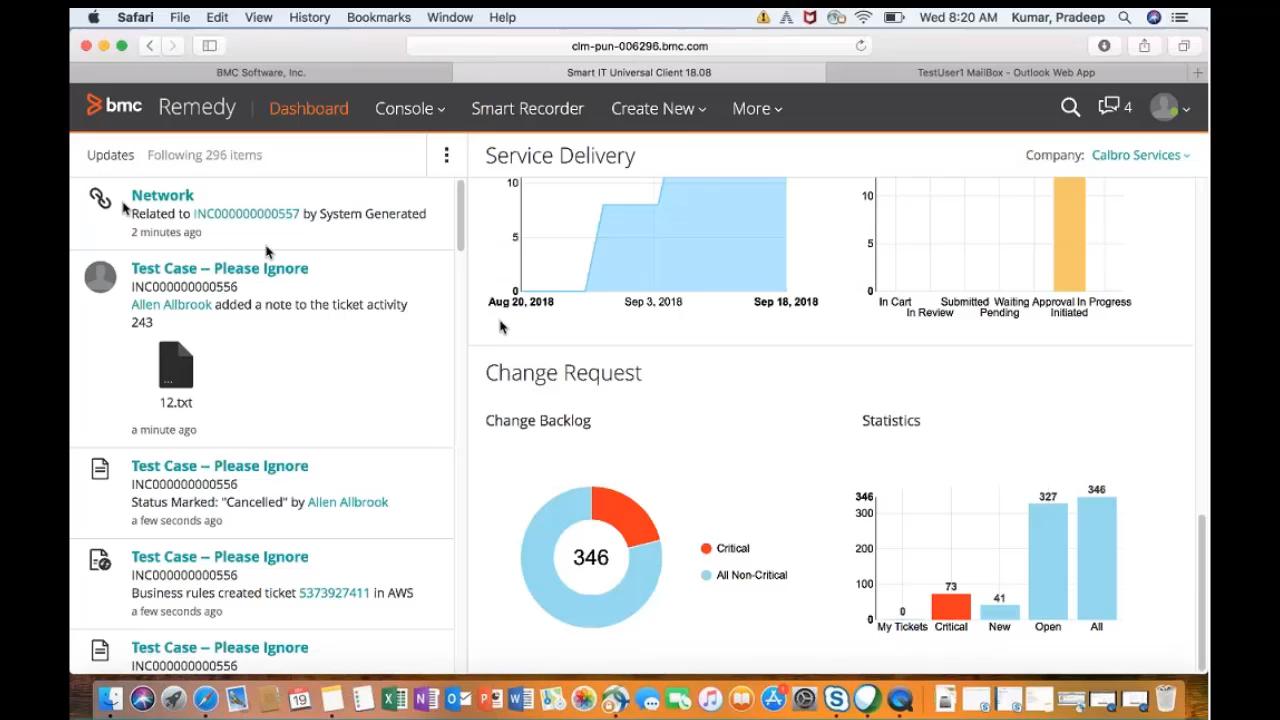 Safari File Edit View History Bookmarks Window Help Wed 8:20 AM Kumar, Pradeep
clm-pun-006296.bmc.com
BMC Software, Inc. Smart IT Universal Client 18.08 TestUser1 MailBox - Outlook Web App
bmc Remedy Dashboard Console Smart Recorder Create New More 4
Updates Following 296 items
Network
Related to INC000000000557 by System Generated
2 minutes ago
Test Case -- Please Ignore
INC000000000556
Allen Allbrook added a note to the ticket activity
243
12.txt
a minute ago
Test Case -- Please Ignore
INC000000000556
Status Marked: "Cancelled" by Allen Allbrook
a few seconds ago
Test Case -- Please Ignore
INC000000000556
Business rules created ticket 5373927411 in AWS
a few seconds ago
Test Case -- Please Ignore
INC000000000556
Service Delivery Company: Calbro Services
10
5
0
Aug 20, 2018 Sep 3, 2018 Sep 18, 2018
10
5
0
In Cart Submitted Waiting Approval In Progress
In Review Pending Initiated
Change Request
Change Backlog
346
Critical
All Non-Critical
Statistics
346
300
200
100
0
0 73 41 327 346
My Tickets Critical New Open All
19